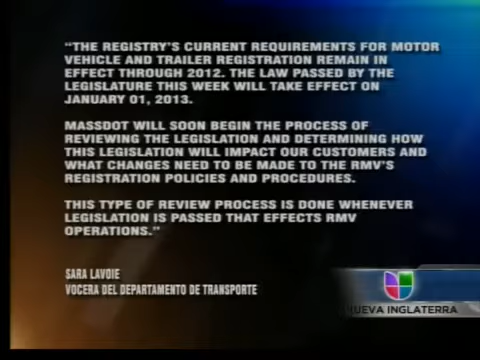 “THE REGISTRY’S CURRENT REQUIREMENTS FOR MOTOR
VEHICLE AND TRAILER REGISTRATION REMAIN IN
EFFECT THROUGH 2012. THE LAW PASSED BY THE
LEGISLATURE THIS WEEK WILL TAKE EFFECT ON
JANUARY 01, 2013.
MASSDOT WILL SOON BEGIN THE PROCESS OF
REVIEWING THE LEGISLATION AND DETERMINING HOW
THIS LEGISLATION WILL IMPACT OUR CUSTOMERS AND
WHAT CHANGES NEED TO BE MADE TO THE RMV’S
REGISTRATION POLICIES AND PROCEDURES.
THIS TYPE OF REVIEW PROCESS IS DONE WHENEVER
LEGISLATION IS PASSED THAT EFFECTS RMV
OPERATIONS.”
SARA LAVOIE
VOCERA DEL DEPARTAMENTO DE TRANSPORTE
NUEVA INGLATERRA